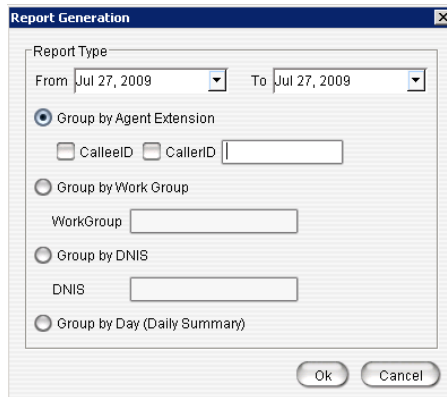 Report Generation
Report Type
From Jul 27, 2009 To Jul 27, 2009
Group by Agent Extension
CalleeID CallerID
Group by Work Group
WorkGroup
Group by DNIS
DNIS
Group by Day (Daily Summary)
Ok Cancel